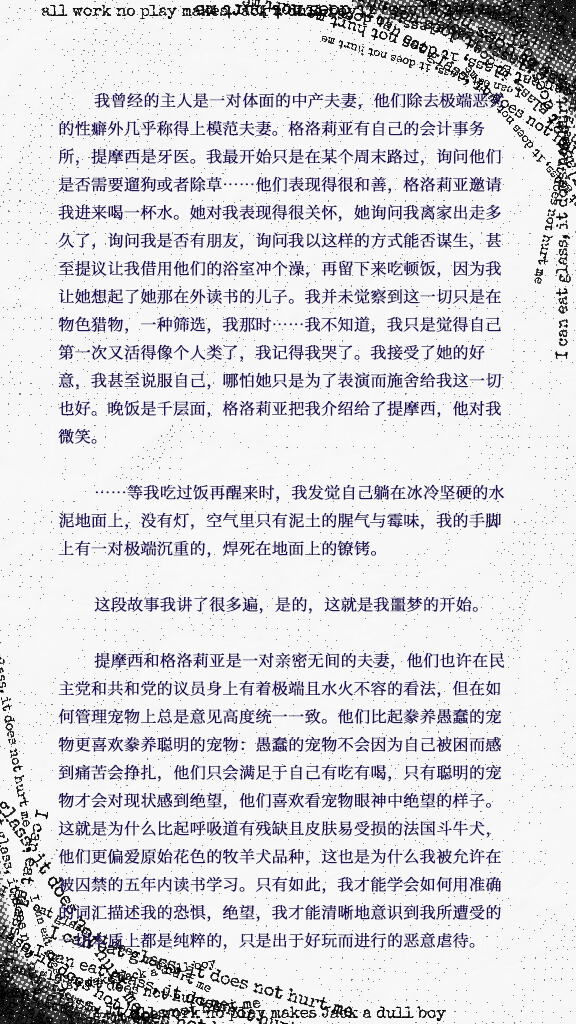 all work no play makes Jack a dull boy
我曾经的主人是一对体面的中产夫妻，他们除去极端恶劣
的性癖外几乎称得上模范夫妻。格洛莉亚有自己的会计事务
所，提摩西是牙医。我最开始只是在某个周末路过，询问他们
是否需要遛狗或者除草……他们表现得很和善，格洛莉亚邀请
我进来喝一杯水。她对我表现得很关怀，她询问我离家出走多
久了，询问我是否有朋友，询问我以这样的方式能否谋生，甚
至提议让我借用他们的浴室冲个澡，再留下来吃顿饭，因为我
让她想起了她那在外读书的儿子。我并未觉察到这一切只是在
物色猎物，一种筛选，我那时……我不知道，我只是觉得自己
第一次又活得像个人类了，我记得我哭了。我接受了她的好
意，我甚至说服自己，哪怕她只是为了表演而施舍给我这一切
也好。晚饭是千层面，格洛莉亚把我介绍给了提摩西，他对我
微笑。
……等我吃过饭再醒来时，我发觉自己躺在冰冷坚硬的水
泥地面上，没有灯，空气里只有泥土的腥气与霉味，我的手脚
上有一对极端沉重的，焊死在地面上的镣铐。
这段故事我讲了很多遍，是的，这就是我噩梦的开始。
提摩西和格洛莉亚是一对亲密无间的夫妻，他们也许在民
主党和共和党的议员身上有着极端且水火不容的看法，但在如
何管理宠物上总是意见高度统一一致。他们比起豢养愚蠢的宠
物更喜欢豢养聪明的宠物：愚蠢的宠物不会因为自己被困而感
到痛苦会挣扎，他们只会满足于自己有吃有喝，只有聪明的宠
物才会对现状感到绝望，他们喜欢看宠物眼神中绝望的样子。
这就是为什么比起呼吸道有残缺且皮肤易受损的法国斗牛犬，
他们更偏爱原始花色的牧羊犬品种，这也是为什么我被允许在
被囚禁的五年内读书学习。只有如此，我才能学会如何用准确
的词汇描述我的恐惧，绝望，我才能清晰地意识到我所遭受的
一切本质上都是纯粹的，只是出于好玩而进行的恶意虐待。
I can eat glass, it does not hurt me
all work no play makes Jack a dull boy